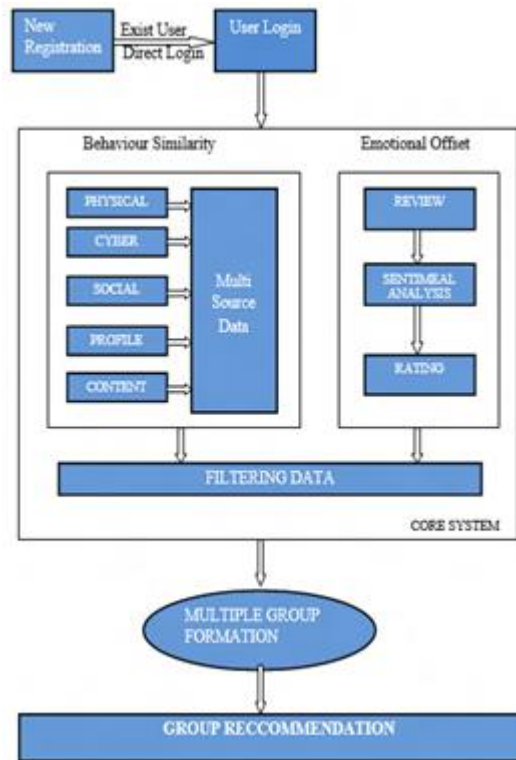 New
Registration
Exist User
Direct Login
User Login
Behaviour Similarity
Emotional Offset
PHYSICAL
CYBER
SOCIAL
PROFILE
CONTENT
Multi
Source
Data
REVIEW
SENTIMEAL
ANALYSIS
RATING
FILTERING DATA
CORE SYSTEM
MULTIPLE GROUP
FORMATION
GROUP RECCOMMENDATION